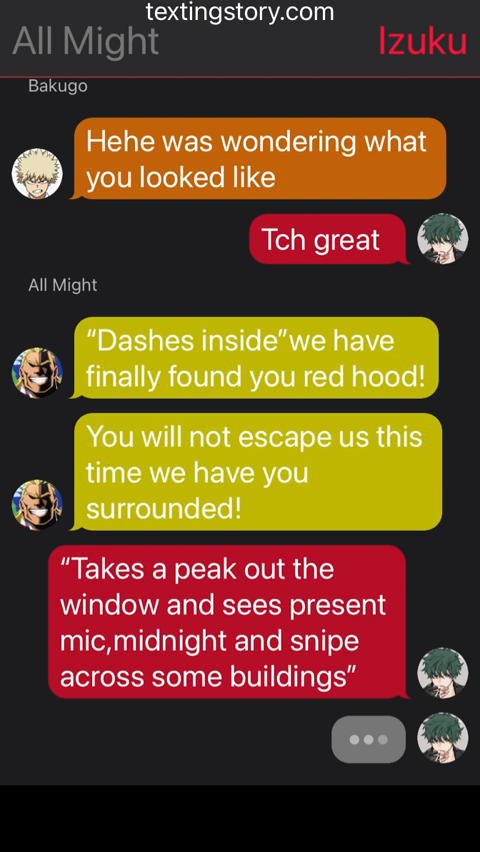 textingstory.com
All Might
Izuku
Bakugo
Hehe was wondering what
you looked like
Tch great
All Might
“Dashes inside”we have
finally found you red hood!
You will not escape us this
time we have you
surrounded!
“Takes a peak out the
window and sees present
mic,midnight and snipe
across some buildings”